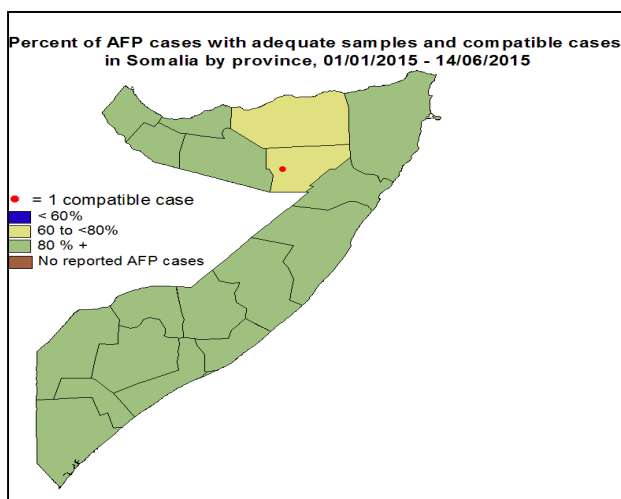 Percent of AFP cases with adequate samples and compatible cases
in Somalia by province, 01/01/2015 - 14/06/2015
= 1 compatible case
< 60%
60 to <80%
80 % +
No reported AFP cases